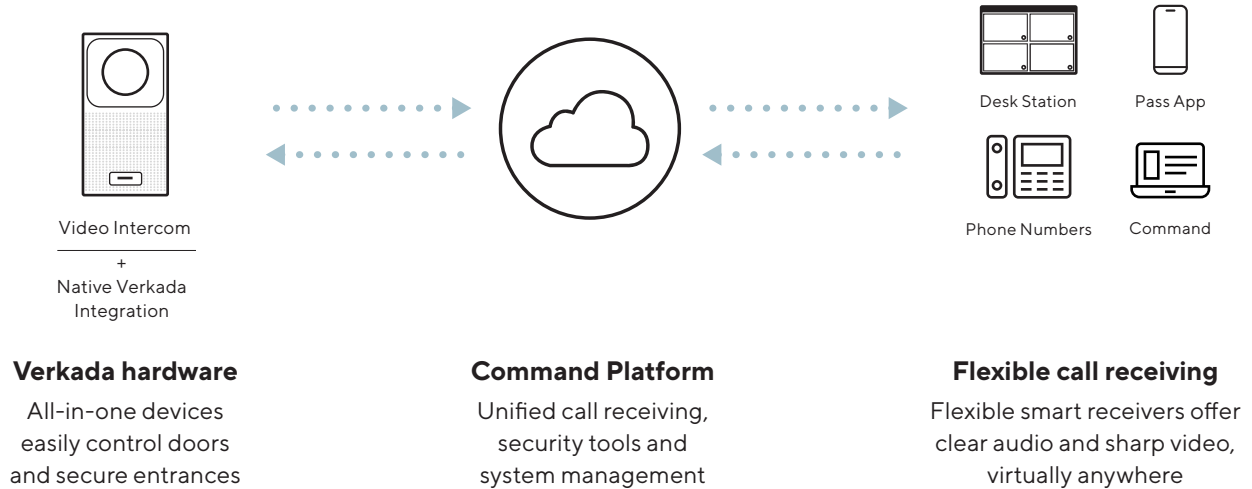 Video Intercom
+
Native Verkada
Integration
Desk Station
Pass App
Phone Numbers
Command
Verkada hardware
All-in-one devices
easily control doors
and secure entrances
Command Platform
Unified call receiving,
security tools and
system management
Flexible call receiving
Flexible smart receivers offer
clear audio and sharp video,
virtually anywhere